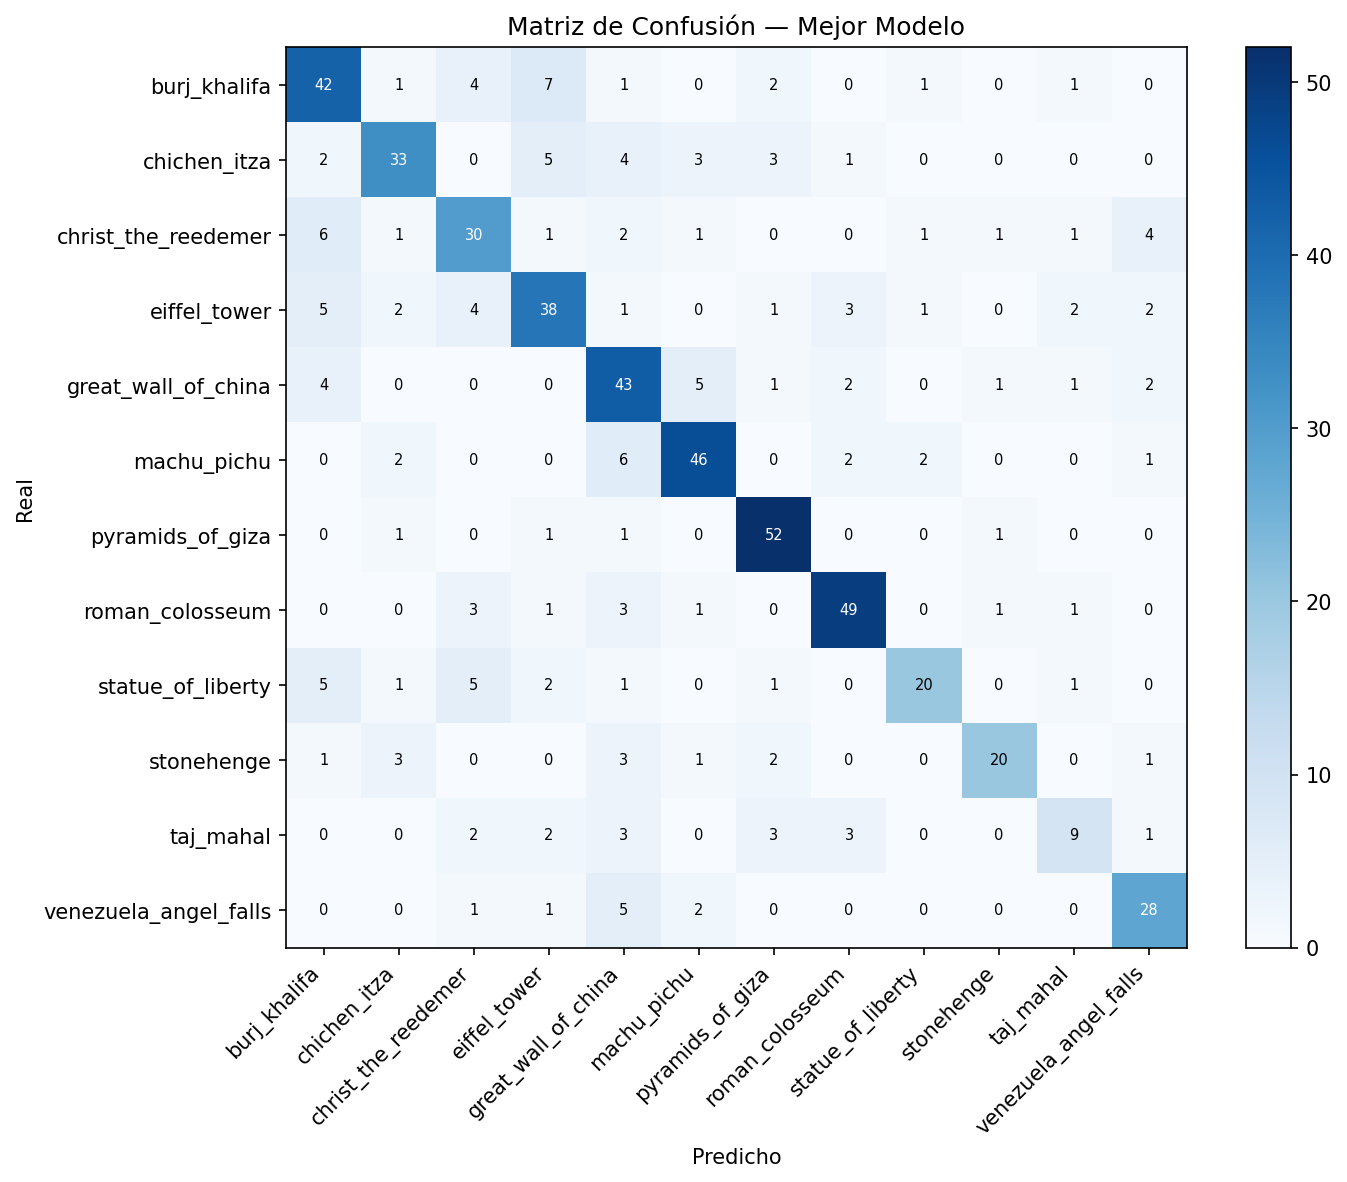 Matriz de Confusión — Mejor Modelo
burj_khalifa 42 1 4 7 1 0 2 0 1 0 1 0
chichen_itza 2 33 0 5 4 3 3 1 0 0 0 0
christ_the_reedemer 6 1 30 1 2 1 0 0 1 1 1 4
eiffel_tower 5 2 4 38 1 0 1 3 1 0 2 2
great_wall_of_china 4 0 0 0 43 5 1 2 0 1 1 2
machu_pichu 0 2 0 0 6 46 0 2 2 0 0 1
pyramids_of_giza 0 1 0 1 1 0 52 0 0 1 0 0
roman_colosseum 0 0 3 1 3 1 0 49 0 1 1 0
statue_of_liberty 5 1 5 2 1 0 1 0 20 0 1 0
stonehenge 1 3 0 0 3 1 2 0 0 20 0 1
taj_mahal 0 0 2 2 3 0 3 3 0 0 9 1
venezuela_angel_falls 0 0 1 1 5 2 0 0 0 0 0 28
Real
burj_khalifa
chichen_itza
christ_the_reedemer
eiffel_tower
great_wall_of_china
machu_pichu
pyramids_of_giza
roman_colosseum
statue_of_liberty
stonehenge
taj_mahal
venezuela_angel_falls
Predicho
50
40
30
20
10
0